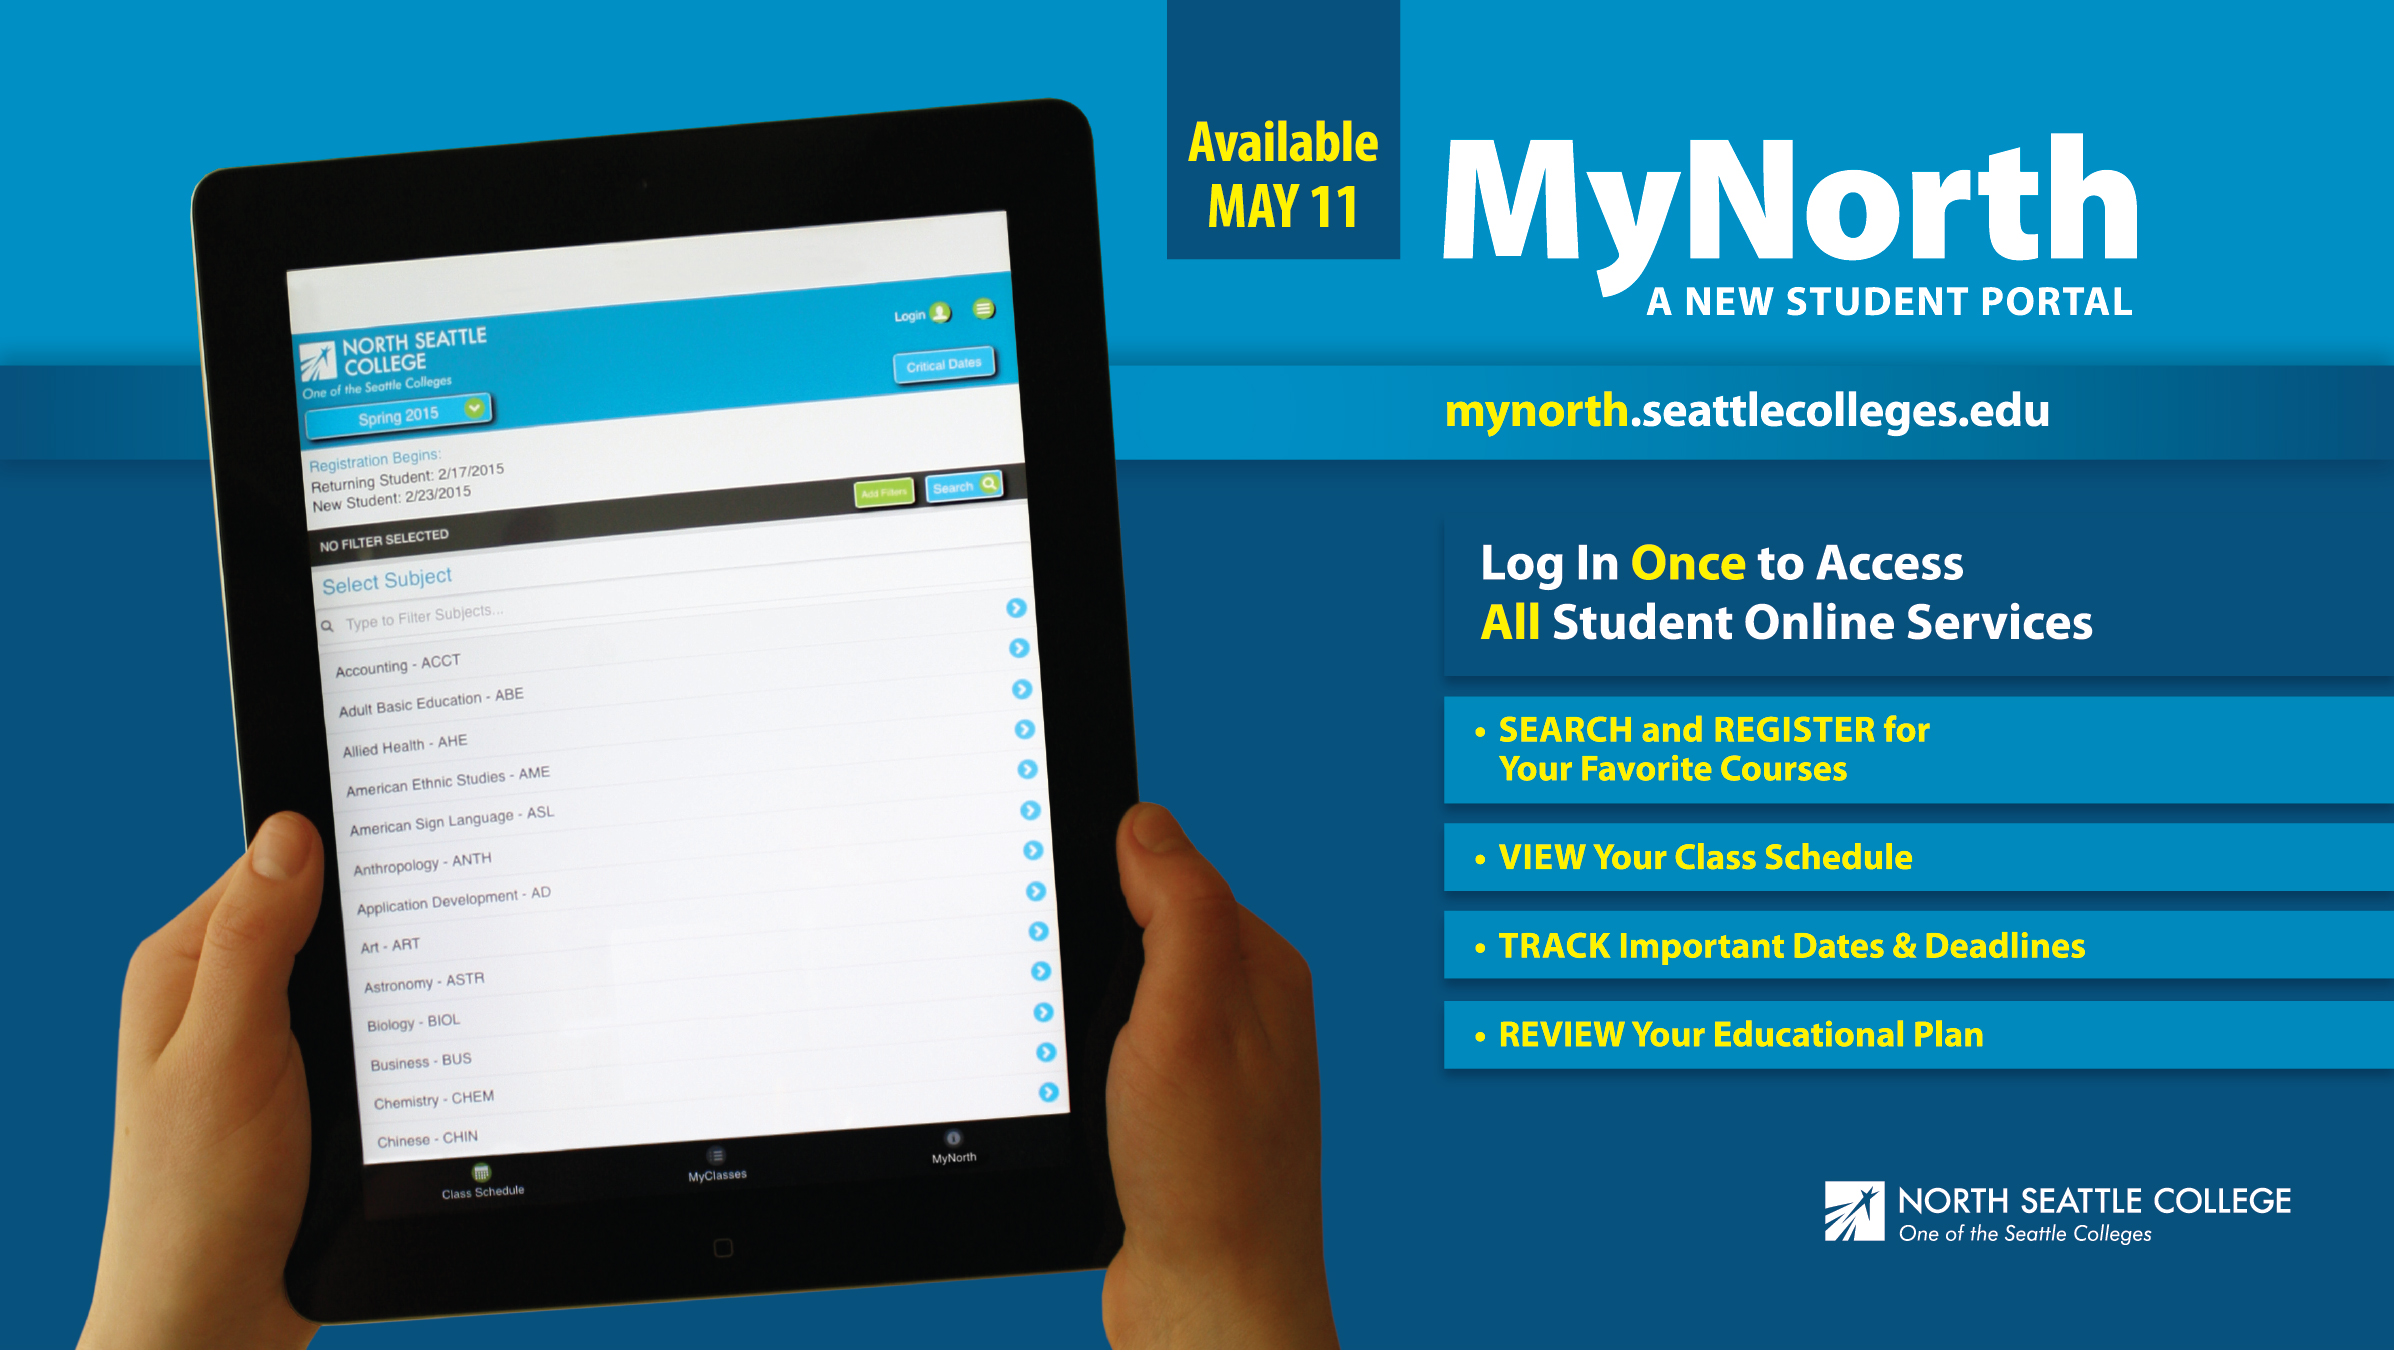 Available
MAY 11
MyNorth
A NEW STUDENT PORTAL
mynorth.seattlecolleges.edu
Log In Once to Access
All Student Online Services
• SEARCH and REGISTER for
Your Favorite Courses
• VIEW Your Class Schedule
• TRACK Important Dates & Deadlines
• REVIEW Your Educational Plan
NORTH SEATTLE COLLEGE
One of the Seattle Colleges
NORTH SEATTLE
COLLEGE
One of the Seattle Colleges
Login
Critical Dates
Spring 2015
Registration Begins:
Returning Student: 2/17/2015
New Student: 2/23/2015
NO FILTER SELECTED
Add Filters
Search
Select Subject
Type to Filter Subjects...
Accounting - ACCT
Adult Basic Education - ABE
Allied Health - AHE
American Ethnic Studies - AME
American Sign Language - ASL
Anthropology - ANTH
Application Development - AD
Art - ART
Astronomy - ASTR
Biology - BIOL
Business - BUS
Chemistry - CHEM
Chinese - CHIN
Class Schedule
MyClasses
MyNorth